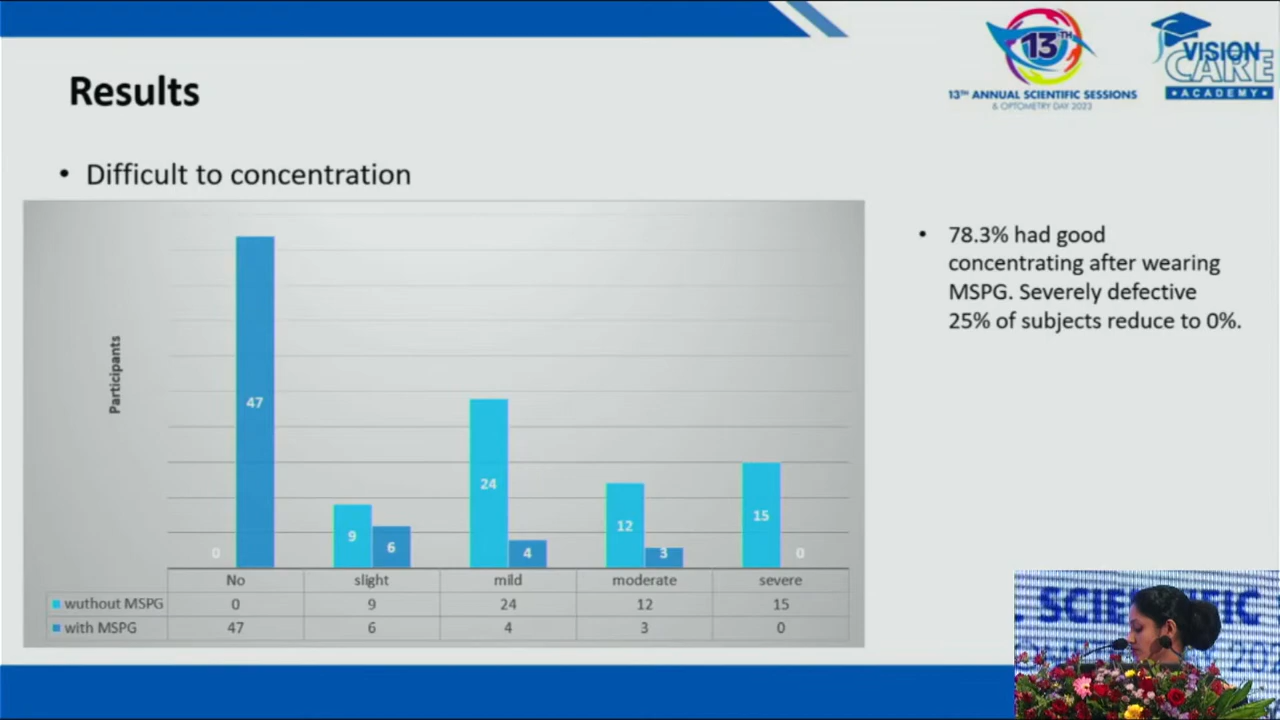 13TH
13TH ANNUAL SCIENTIFIC SESSIONS
& OPTOMETRY DAY 2023
VISION
CARE
• ACADEMY •
Results
• Difficult to concentration
• 78.3% had good
concentrating after wearing
MSPG. Severely defective
25% of subjects reduce to 0%.
Participants
0 47 9 6 24 4 12 3 15 0
No slight mild moderate severe
wuthout MSPG 0 9 24 12 15
with MSPG 47 6 4 3 0